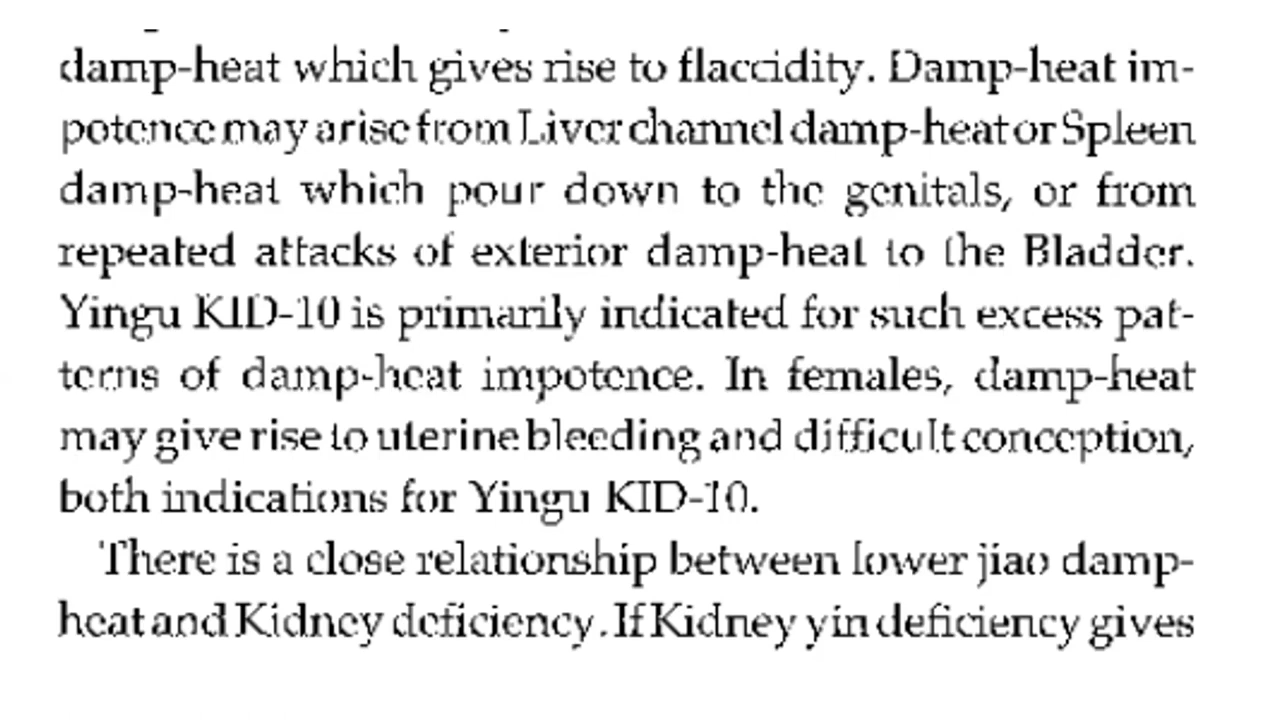 damp-heat which gives rise to flaccidity. Damp-heat im-
potence may arise from Liver channel damp-heat or Spleen
damp-heat which pour down to the genitals, or from
repeated attacks of exterior damp-heat to the Bladder.
Yingu KID-10 is primarily indicated for such excess pat-
terns of damp-heat impotence. In females, damp-heat
may give rise to uterine bleeding and difficult conception,
both indications for Yingu KID-10.
There is a close relationship between lower jiao damp-
heat and Kidney deficiency. If Kidney yin deficiency gives